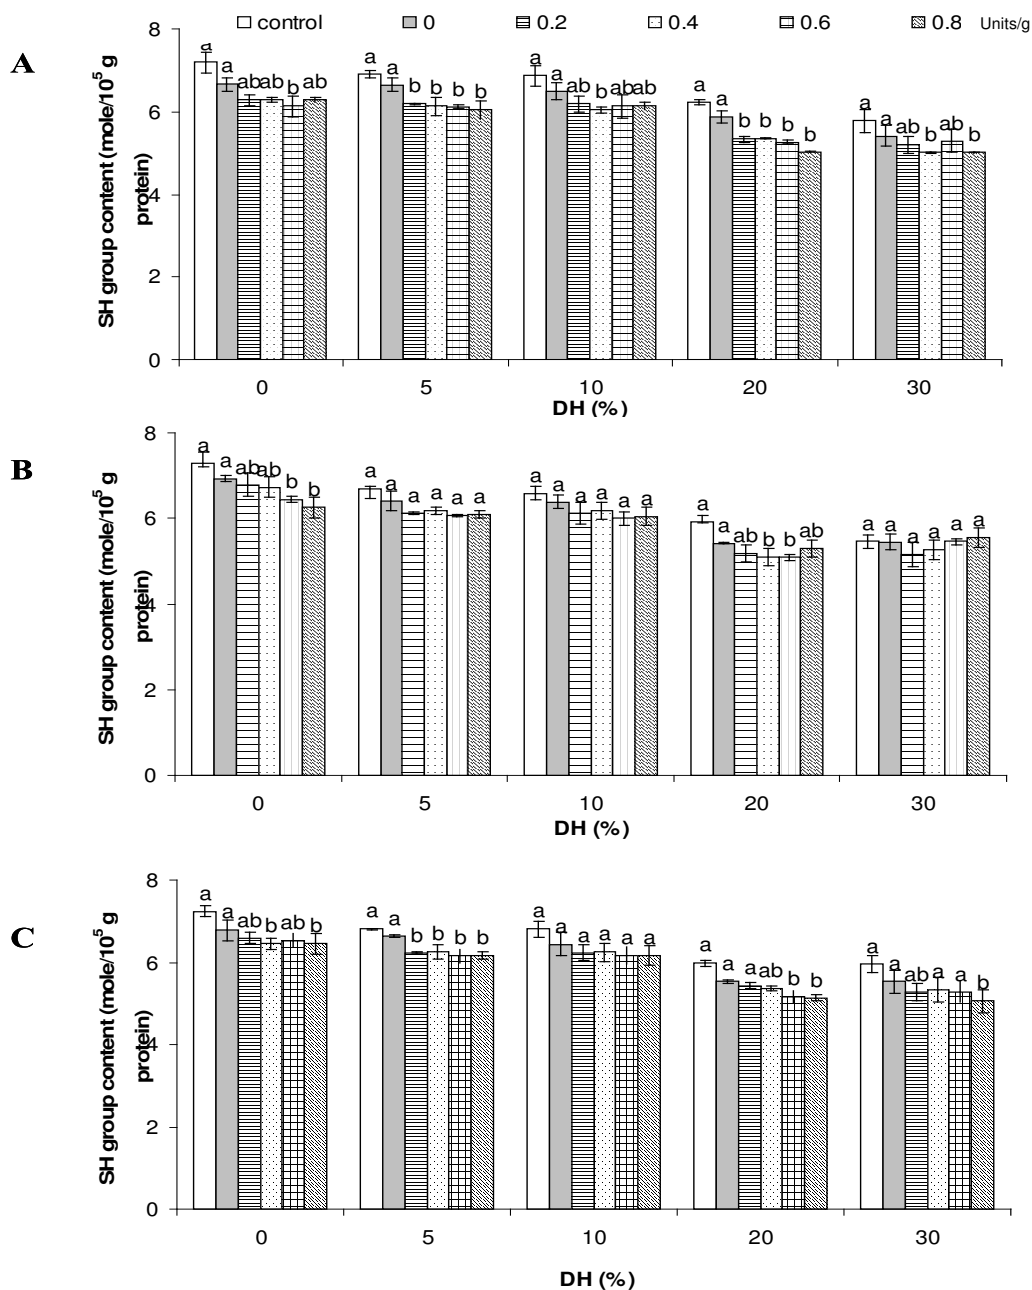 control 0 0.2 0.4 0.6 0.8 Units/g
A
SH group content (mole/10⁵ g
protein)
8
6
4
2
0
a a ab ab b ab
a a b b b b
a a ab b ab ab
a a b b b b
a a ab b ab b
0 5 10 20 30
DH (%)
B
SH group content (mole/10⁵ g
protein)
8
6
4
2
0
a a ab ab b b
a a a a a a
a a a a a a
a a ab b b ab
a a a a a a
0 5 10 20 30
DH (%)
C
SH group content (mole/10⁵ g
protein)
8
6
4
2
0
a a ab b ab b
a a b b b b
a a a a a a
a a a ab b b
a a ab a a b
0 5 10 20 30
DH (%)